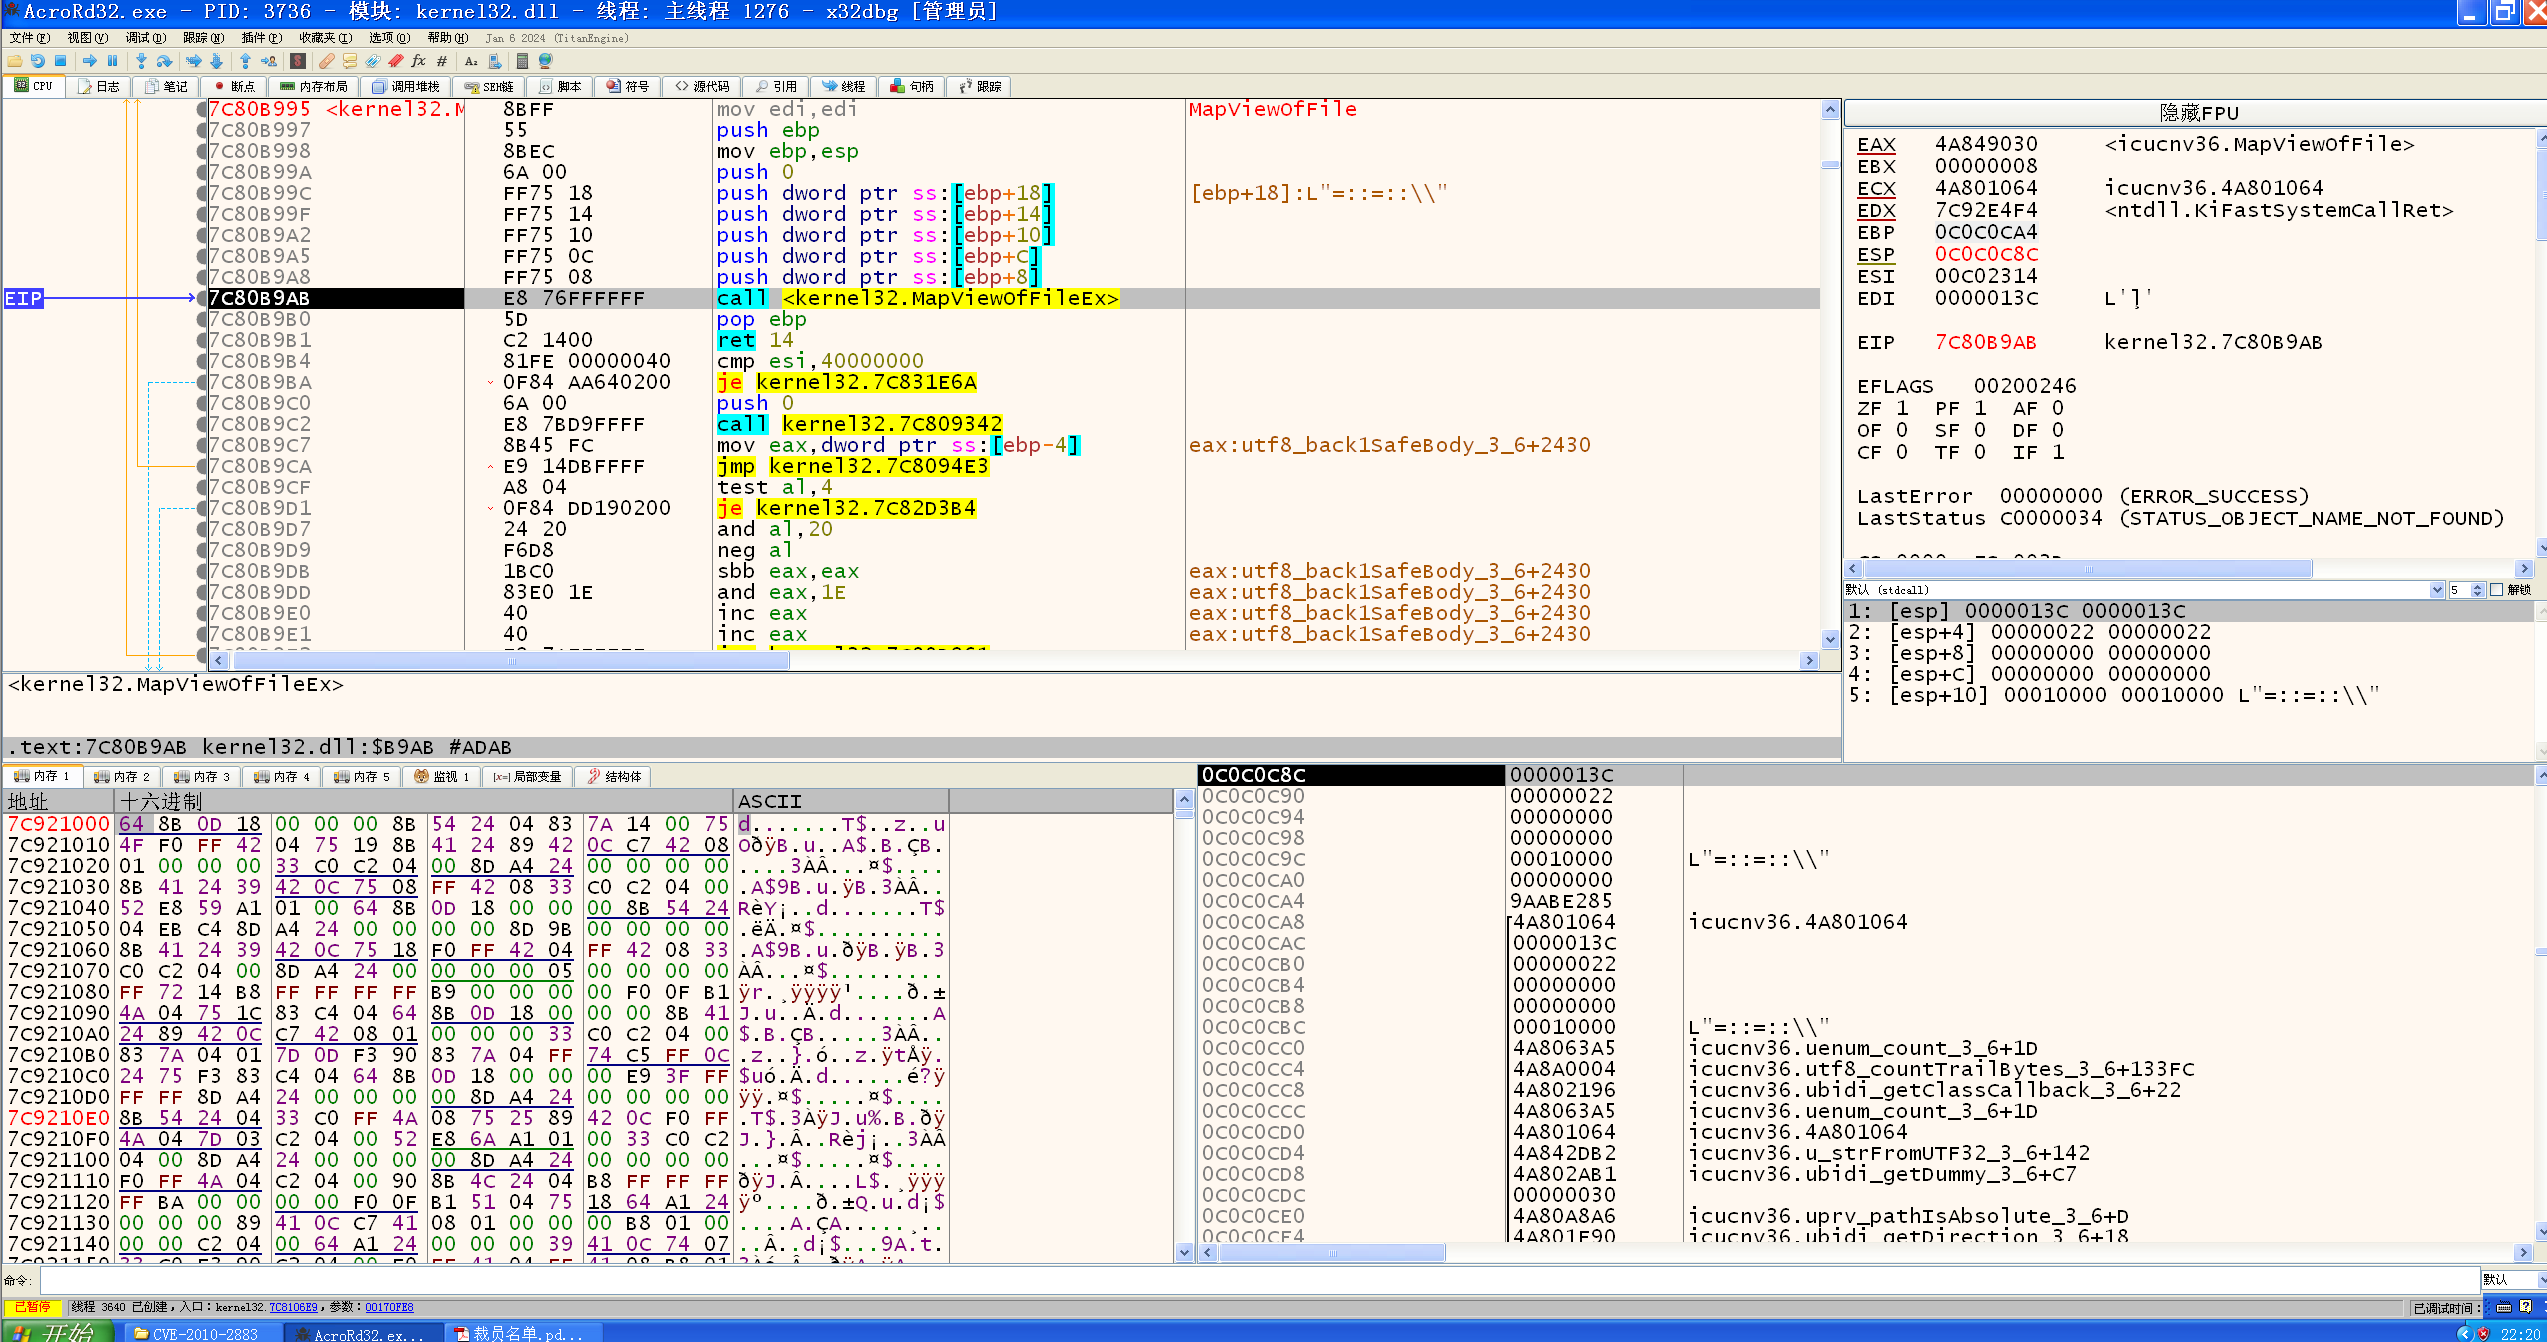 AcroRd32.exe - PID: 3736 - 模块: kernel32.dll - 线程: 主线程 1276 - x32dbg [管理员]
文件(F) 视图(V) 调试(D) 跟踪(N) 插件(P) 收藏夹(I) 选项(O) 帮助(H) Jan 6 2024 (TitanEngine)
CPU 日志 笔记 断点 内存布局 调用堆栈 SEH链 脚本 符号 源代码 引用 线程 句柄 跟踪
7C80B995 <kernel32.M 8BFF mov edi,edi MapViewOfFile
7C80B997 55 push ebp
7C80B998 8BEC mov ebp,esp
7C80B99A 6A 00 push 0
7C80B99C FF75 18 push dword ptr ss:[ebp+18] [ebp+18]:L"=::=::\\"
7C80B99F FF75 14 push dword ptr ss:[ebp+14]
7C80B9A2 FF75 10 push dword ptr ss:[ebp+10]
7C80B9A5 FF75 0C push dword ptr ss:[ebp+C]
7C80B9A8 FF75 08 push dword ptr ss:[ebp+8]
EIP 7C80B9AB E8 76FFFFFF call <kernel32.MapViewOfFileEx>
7C80B9B0 5D pop ebp
7C80B9B1 C2 1400 ret 14
7C80B9B4 81FE 00000040 cmp esi,40000000
7C80B9BA 0F84 AA640200 je kernel32.7C831E6A
7C80B9C0 6A 00 push 0
7C80B9C2 E8 7BD9FFFF call kernel32.7C809342
7C80B9C7 8B45 FC mov eax,dword ptr ss:[ebp-4] eax:utf8_back1SafeBody_3_6+2430
7C80B9CA E9 14DBFFFF jmp kernel32.7C8094E3
7C80B9CF A8 04 test al,4
7C80B9D1 0F84 DD190200 je kernel32.7C82D3B4
7C80B9D7 24 20 and al,20
7C80B9D9 F6D8 neg al
7C80B9DB 1BC0 sbb eax,eax eax:utf8_back1SafeBody_3_6+2430
7C80B9DD 83E0 1E and eax,1E eax:utf8_back1SafeBody_3_6+2430
7C80B9E0 40 inc eax eax:utf8_back1SafeBody_3_6+2430
7C80B9E1 40 inc eax eax:utf8_back1SafeBody_3_6+2430
<kernel32.MapViewOfFileEx>
.text:7C80B9AB kernel32.dll:$B9AB #ADAB
隐藏FPU
EAX 4A849030 <icucnv36.MapViewOfFile>
EBX 00000008
ECX 4A801064 icucnv36.4A801064
EDX 7C92E4F4 <ntdll.KiFastSystemCallRet>
EBP 0C0C0CA4
ESP 0C0C0C8C
ESI 00C02314
EDI 0000013C
EIP 7C80B9AB kernel32.7C80B9AB
EFLAGS 00200246
ZF 1 PF 1 AF 0
OF 0 SF 0 DF 0
CF 0 TF 0 IF 1
LastError 00000000 (ERROR_SUCCESS)
LastStatus C0000034 (STATUS_OBJECT_NAME_NOT_FOUND)
默认 (stdcall) 5 解锁
1: [esp] 0000013C 0000013C
2: [esp+4] 00000022 00000022
3: [esp+8] 00000000 00000000
4: [esp+C] 00000000 00000000
5: [esp+10] 00010000 00010000 L"=::=::\\"
内存 1 内存 2 内存 3 内存 4 内存 5 监视 1 [x=] 局部变量 结构体
地址 十六进制 ASCII
7C921000 64 8B 0D 18 00 00 00 8B 54 24 04 83 7A 14 00 75 d.......T$..z..u
7C921010 4F F0 FF 42 04 75 19 8B 41 24 89 42 0C C7 42 08 OðÿB.u..A$.B.ÇB.
7C921020 01 00 00 00 33 C0 C2 04 00 8D A4 24 00 00 00 00 ....3ÀÂ...¤$....
7C921030 8B 41 24 39 42 0C 75 08 FF 42 08 33 C0 C2 04 00 .A$9B.u.ÿB.3ÀÂ..
7C921040 52 E8 59 A1 01 00 64 8B 0D 18 00 00 00 8B 54 24 RèY¡..d.......T$
7C921050 04 EB C4 8D A4 24 00 00 00 00 8D 9B 00 00 00 00 .ëÄ.¤$..........
7C921060 8B 41 24 39 42 0C 75 18 F0 FF 42 04 FF 42 08 33 .A$9B.u.ðÿB.ÿB.3
7C921070 C0 C2 04 00 8D A4 24 00 00 00 00 05 00 00 00 00 ÀÂ...¤$.........
7C921080 FF 72 14 B8 FF FF FF FF B9 00 00 00 00 F0 0F B1 ÿr.¸ÿÿÿÿ¹....ð.±
7C921090 4A 04 75 1C 83 C4 04 64 8B 0D 18 00 00 00 8B 41 J.u..Ä.d.......A
7C9210A0 24 89 42 0C C7 42 08 01 00 00 00 33 C0 C2 04 00 $.B.ÇB.....3ÀÂ..
7C9210B0 83 7A 04 01 7D 0D F3 90 83 7A 04 FF 74 C5 FF 0C .z..}.ó..z.ÿtÅÿ.
7C9210C0 24 75 F3 83 C4 04 64 8B 0D 18 00 00 00 E9 3F FF $uó.Ä.d......é?ÿ
7C9210D0 FF FF 8D A4 24 00 00 00 00 8D A4 24 00 00 00 00 ÿÿ.¤$.....¤$....
7C9210E0 8B 54 24 04 33 C0 FF 4A 08 75 25 89 42 0C F0 FF .T$.3ÀÿJ.u%.B.ðÿ
7C9210F0 4A 04 7D 03 C2 04 00 52 E8 6A A1 01 00 33 C0 C2 J.}.Â..Rèj¡..3ÀÂ
7C921100 04 00 8D A4 24 00 00 00 00 8D A4 24 00 00 00 00 ...¤$.....¤$....
7C921110 F0 FF 4A 04 C2 04 00 90 8B 4C 24 04 B8 FF FF FF ðÿJ.Â....L$.¸ÿÿÿ
7C921120 FF BA 00 00 00 00 F0 0F B1 51 04 75 18 64 A1 24 ÿº....ð.±Q.u.d¡$
7C921130 00 00 00 89 41 0C C7 41 08 01 00 00 00 B8 01 00 ....A.ÇA.....¸..
7C921140 00 00 C2 04 00 64 A1 24 00 00 00 39 41 0C 74 07 ..Â..d¡$...9A.t.
0C0C0C8C 0000013C
0C0C0C90 00000022
0C0C0C94 00000000
0C0C0C98 00000000
0C0C0C9C 00010000 L"=::=::\\"
0C0C0CA0 00000000
0C0C0CA4 9AABE285
0C0C0CA8 4A801064 icucnv36.4A801064
0C0C0CAC 0000013C
0C0C0CB0 00000022
0C0C0CB4 00000000
0C0C0CB8 00000000
0C0C0CBC 00010000 L"=::=::\\"
0C0C0CC0 4A8063A5 icucnv36.uenum_count_3_6+1D
0C0C0CC4 4A8A0004 icucnv36.utf8_countTrailBytes_3_6+133FC
0C0C0CC8 4A802196 icucnv36.ubidi_getClassCallback_3_6+22
0C0C0CCC 4A8063A5 icucnv36.uenum_count_3_6+1D
0C0C0CD0 4A801064 icucnv36.4A801064
0C0C0CD4 4A842DB2 icucnv36.u_strFromUTF32_3_6+142
0C0C0CD8 4A802AB1 icucnv36.ubidi_getDummy_3_6+C7
0C0C0CDC 00000030
0C0C0CE0 4A80A8A6 icucnv36.uprv_pathIsAbsolute_3_6+D
0C0C0CE4 4A801F90 icucnv36.ubidi_getDirection_3_6+18
命令: 默认
已暂停 线程 3640 已创建，入口：kernel32.7C8106E9，参数：00170FE8 已调试时间：
开始 CVE-2010-2883 AcroRd32.ex... 裁员名单.pd... 22:20